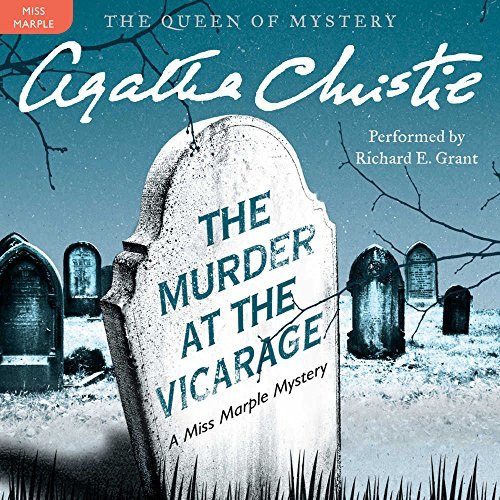 MISS
MARPLE
THE QUEEN OF MYSTERY
Agatha Christie
Performed by
Richard E. Grant
THE
MURDER
AT THE
VICARAGE
A Miss Marple Mystery